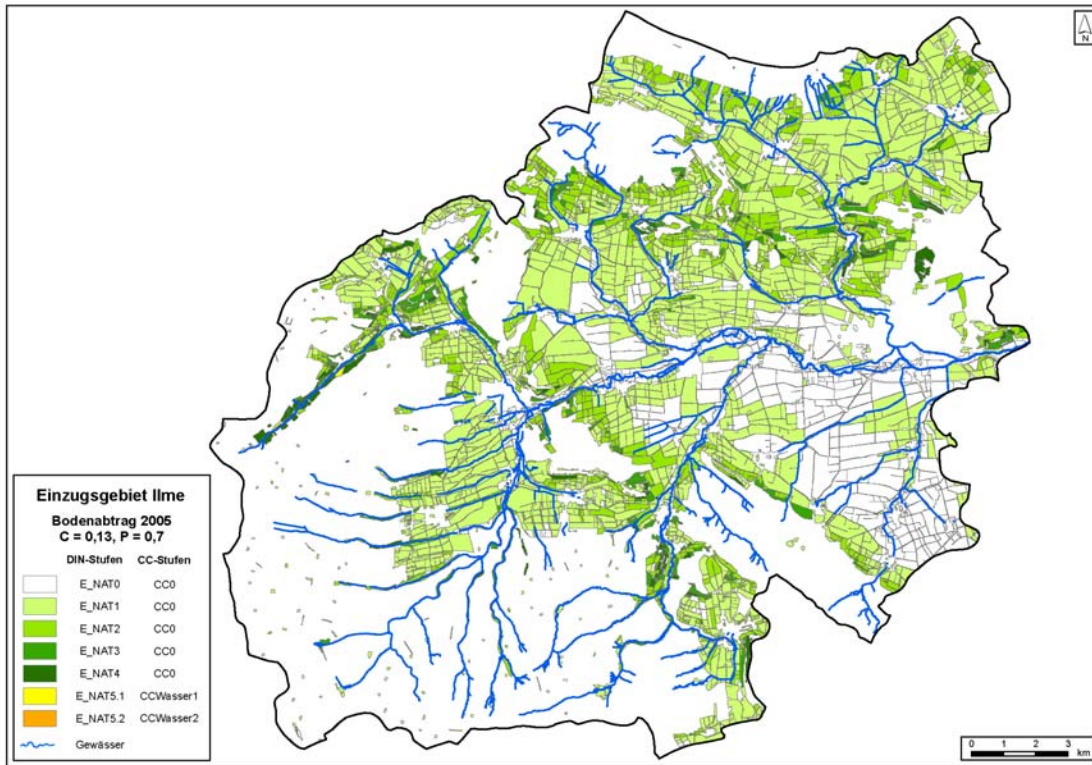 N
Einzugsgebiet Ilme
Bodenabtrag 2005
C = 0,13, P = 0,7
DIN-Stufen CC-Stufen
E_NAT0 CC0
E_NAT1 CC0
E_NAT2 CC0
E_NAT3 CC0
E_NAT4 CC0
E_NAT5.1 CCWasser1
E_NAT5.2 CCWasser2
Gewässer
0 1 2 3
km